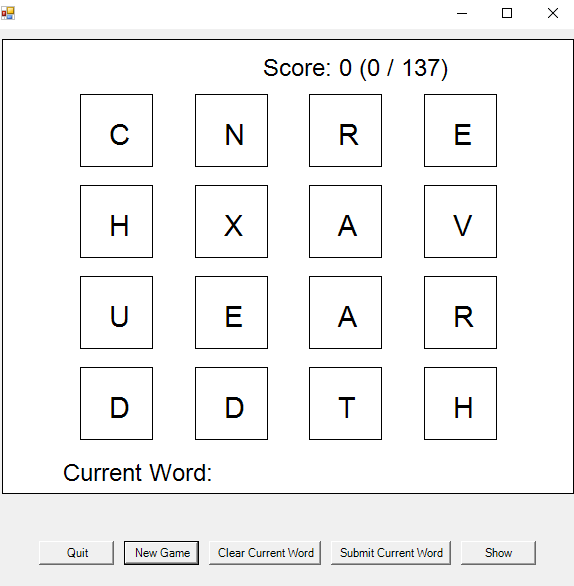 Score: 0 (0 / 137)
C N R E
H X A V
U E A R
D D T H
Current Word:
Quit New Game Clear Current Word Submit Current Word Show